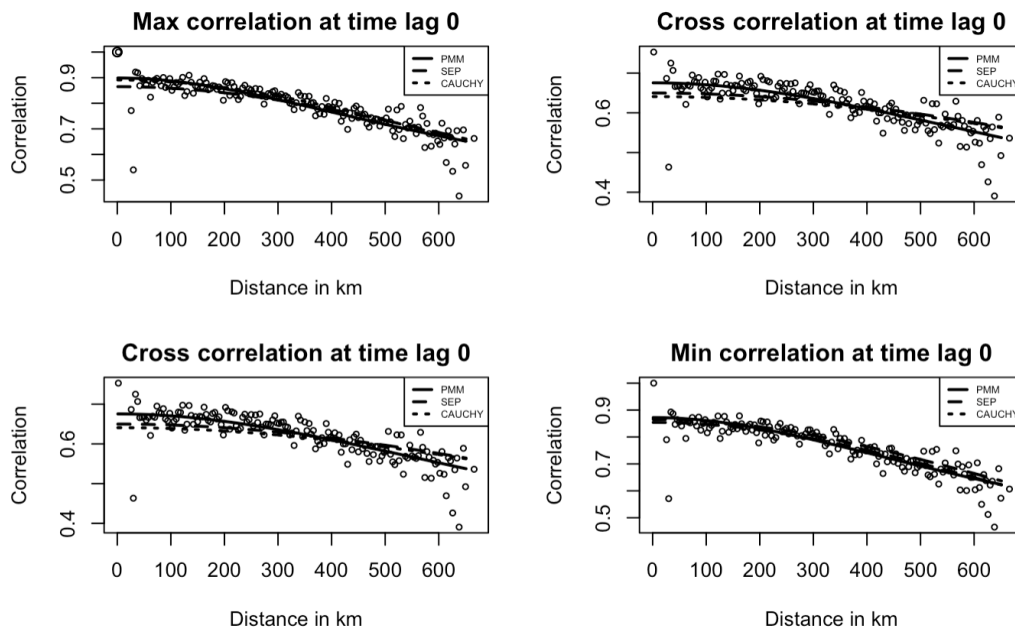 Max correlation at time lag 0
Correlation
0.5 0.7 0.9
PMM
SEP
CAUCHY
0 100 200 300 400 500 600
Distance in km
Cross correlation at time lag 0
Correlation
0.4 0.6
PMM
SEP
CAUCHY
0 100 200 300 400 500 600
Distance in km
Cross correlation at time lag 0
Correlation
0.4 0.6
PMM
SEP
CAUCHY
0 100 200 300 400 500 600
Distance in km
Min correlation at time lag 0
Correlation
0.5 0.7 0.9
PMM
SEP
CAUCHY
0 100 200 300 400 500 600
Distance in km